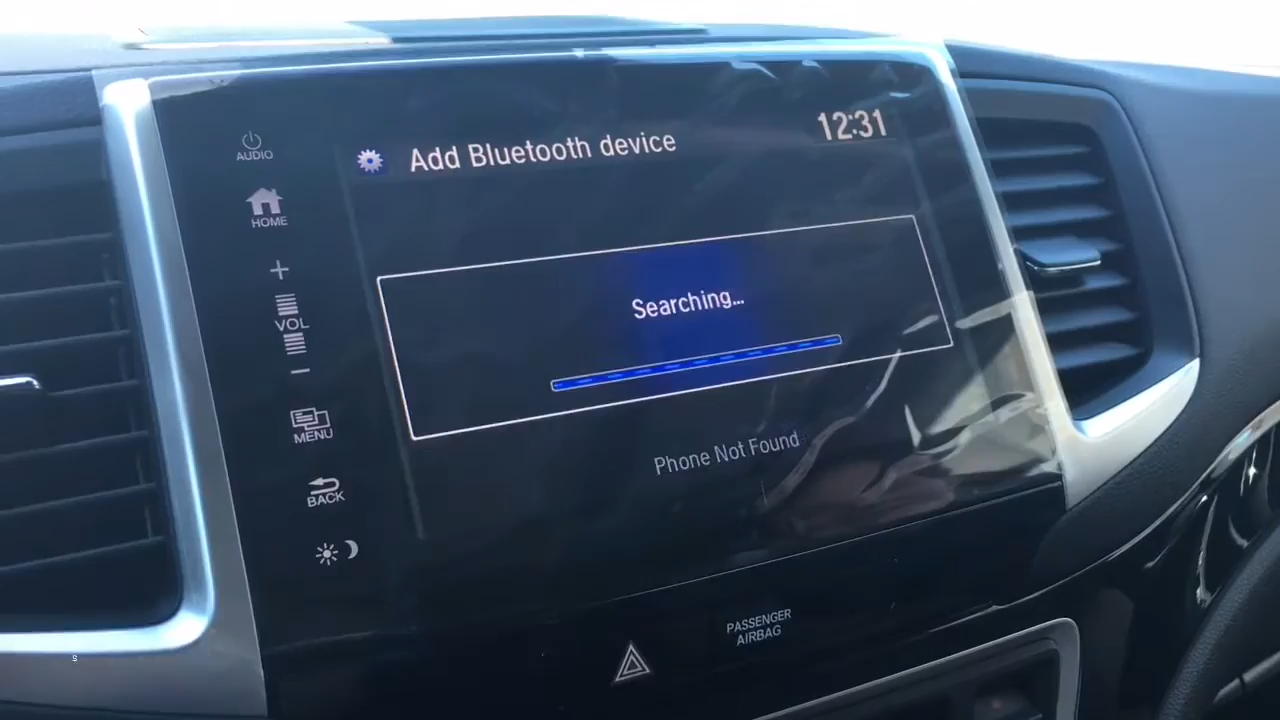 AUDIO
HOME
+
VOL
-
MENU
BACK
Add Bluetooth device
12:31
Searching...
Phone Not Found
PASSENGER
AIRBAG
s